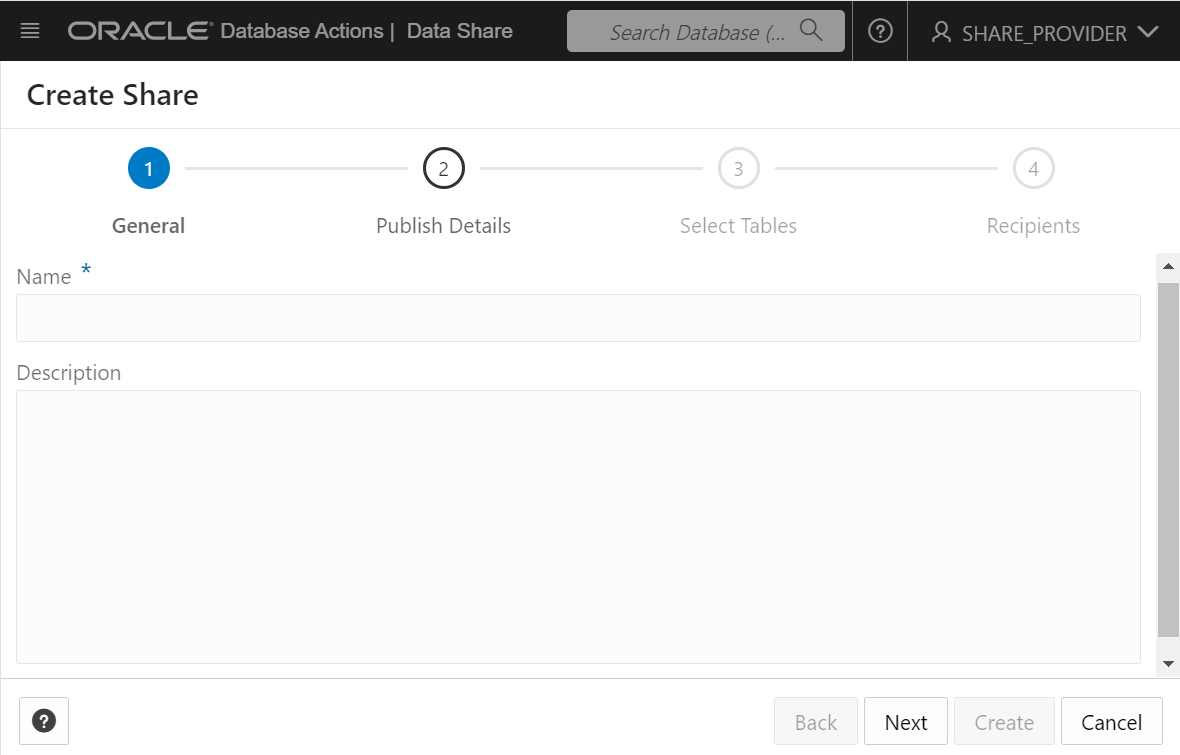 ORACLE Database Actions | Data Share Search Database (... ? SHARE_PROVIDER
Create Share
1 2 3 4
General Publish Details Select Tables Recipients
Name *
Description
? Back Next Create Cancel